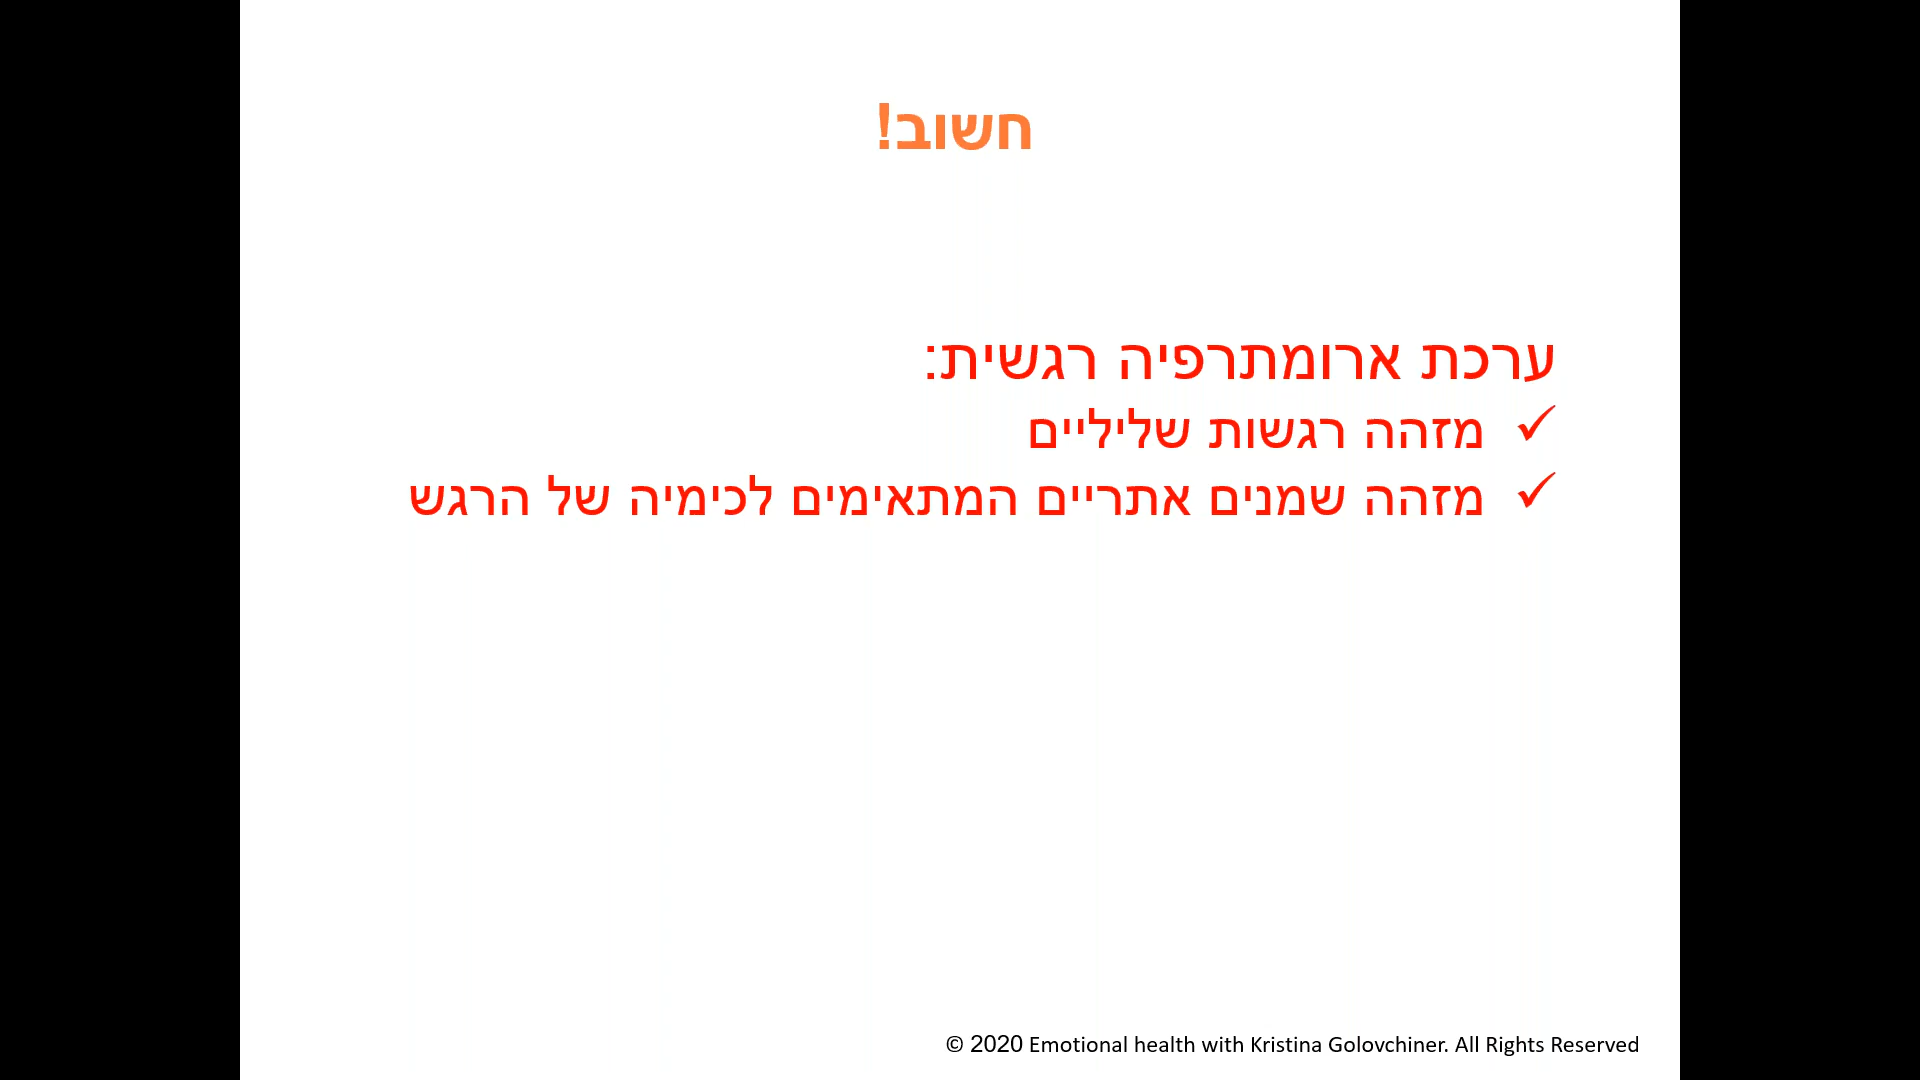 חשוב!
ערכת ארומתרפיה רגשית:
✓ מזהה רגשות שליליים
✓ מזהה שמנים אתריים המתאימים לכימיה של הרגש
© 2020 Emotional health with Kristina Golovchiner. All Rights Reserved